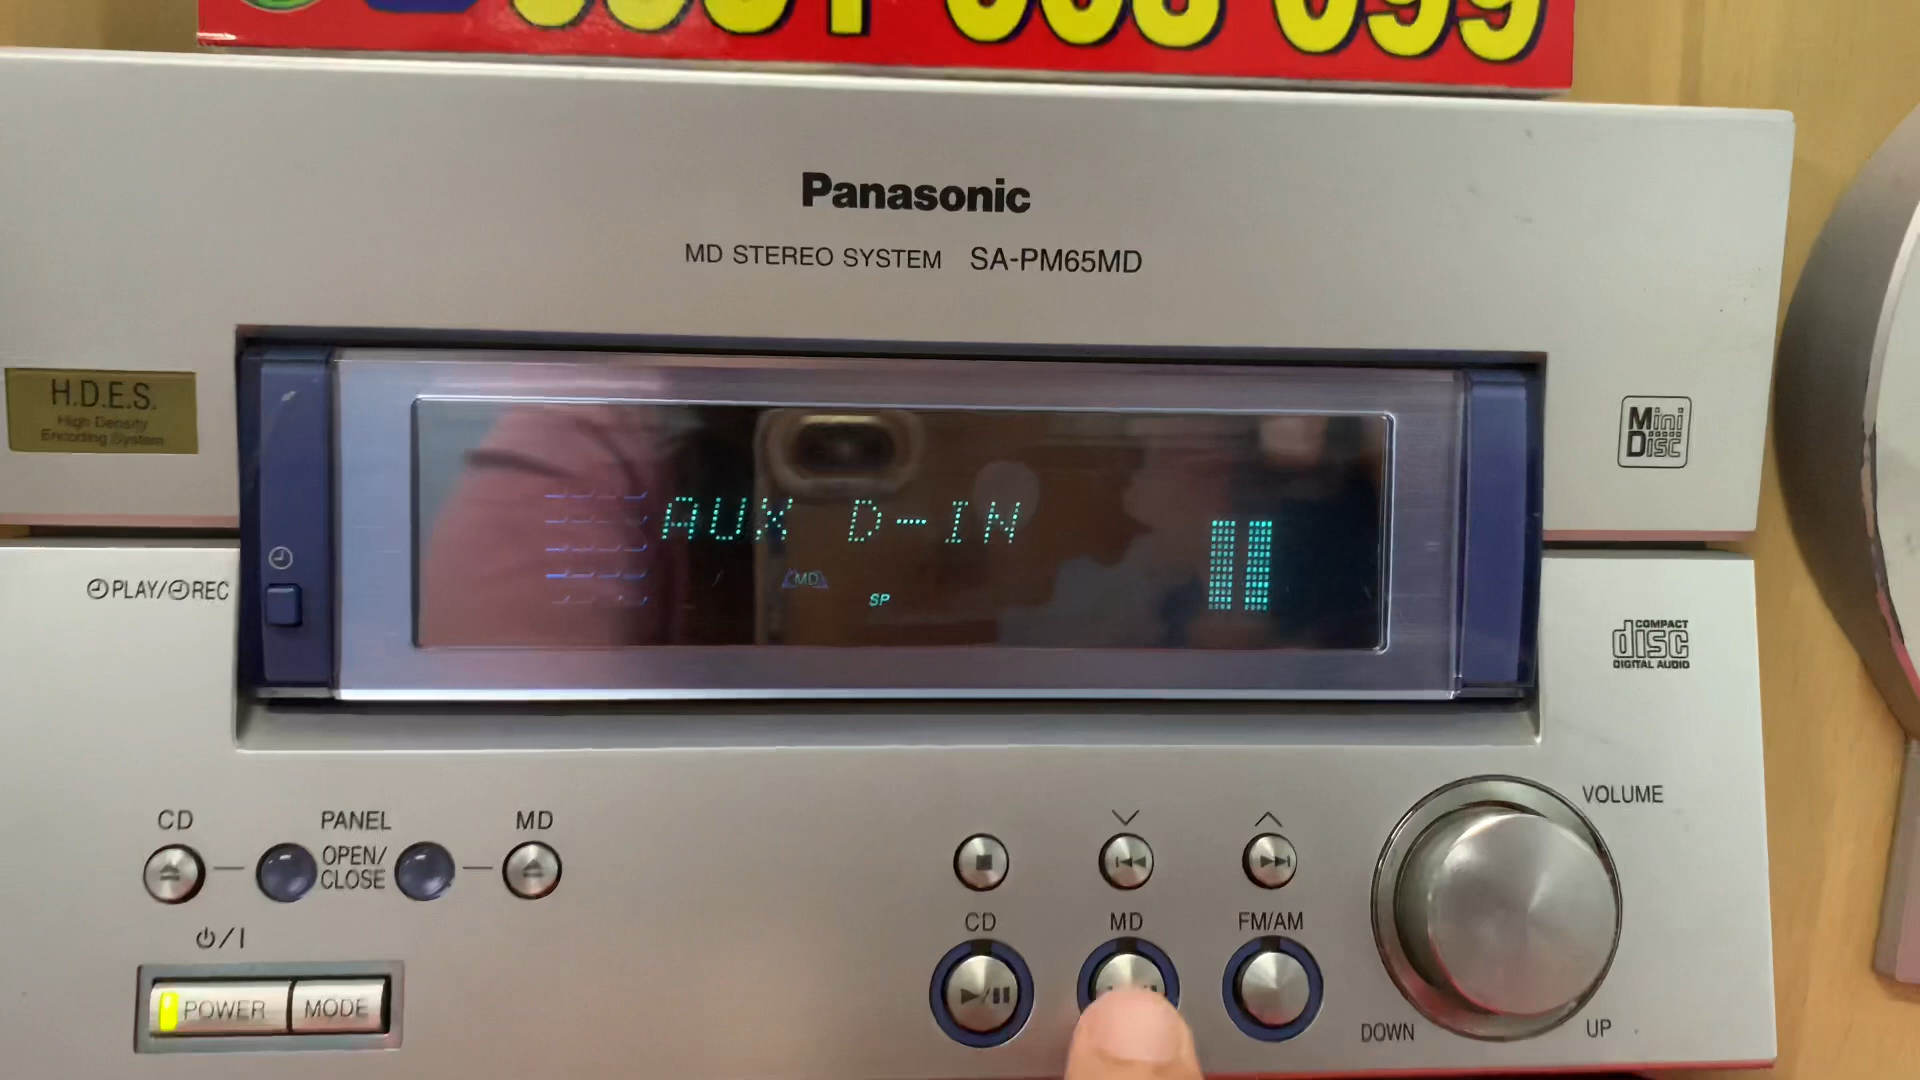 Panasonic
MD STEREO SYSTEM SA-PM65MD
H.D.E.S.
High Density
Encoding System
Mini
Disc
AUX D-IN
MD
SP
PLAY/REC
COMPACT
disc
DIGITAL AUDIO
CD
PANEL
OPEN/
CLOSE
MD
VOLUME
CD
MD
FM/AM
POWER
MODE
DOWN
UP